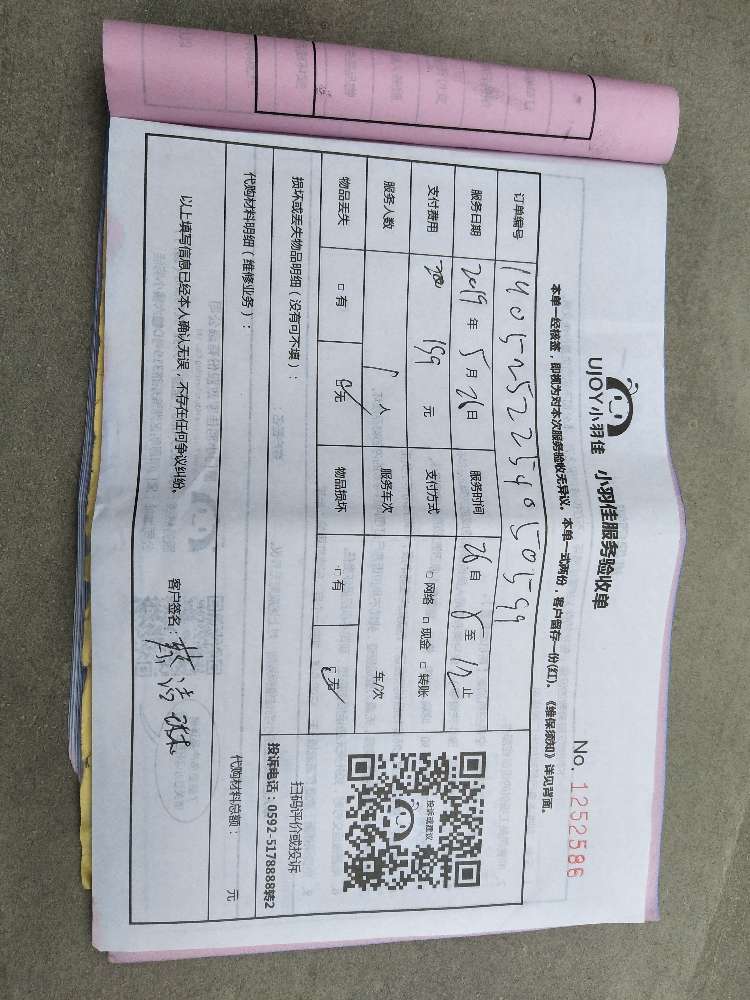 UJOY小羽佳 小羽佳服务验收单
No. 1252586
本单一经核签，即视为对本次服务验收无异议。本单一式两份，客户留存一份(红)。《维保须知》详见背面。
订单编号 190525522540505599
服务日期 2019 年 5 月 26 日 服务时间 26 自 8 至 12 止
支付费用 199 元 支付方式 □ 网络 □ 现金 □ 转账
服务人数 1 人 服务车次 车/次
物品丢失 □ 有 □ 无 物品损坏 □ 有 □ 无
投诉或建议
扫码评价或投诉
投诉电话：0592-5178888转2
损坏或丢失物品明细（没有可不填）：
代购材料明细（维修业务）：
代购材料总额： 元
以上填写信息已经本人确认无误，不存在任何争议纠纷。
客户签名：